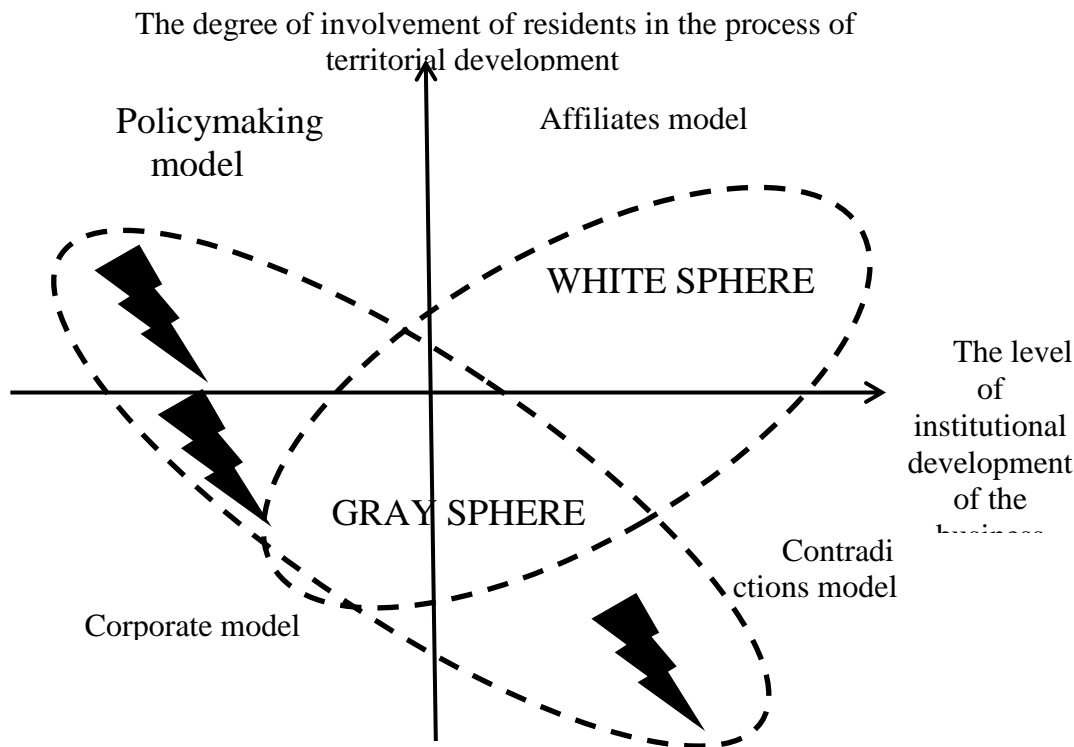 The degree of involvement of residents in the process of
territorial development
Policymaking
model
Affiliates model
WHITE SPHERE
The level
of
institutional
development
of the
business
GRAY SPHERE
Contradi
ctions model
Corporate model